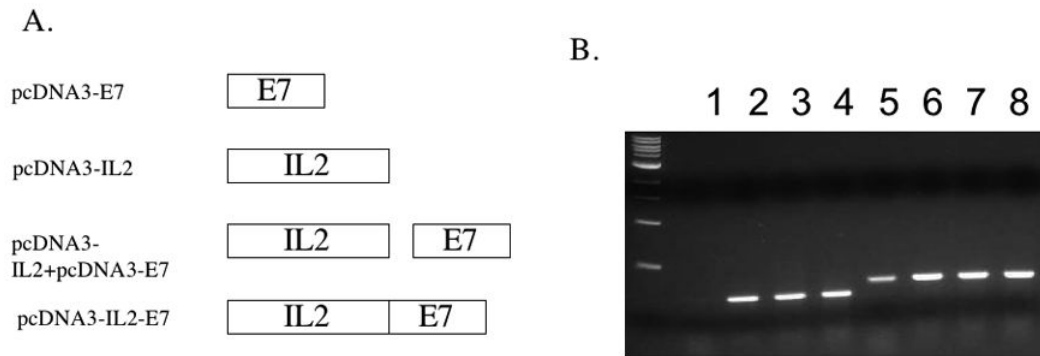 A.
pcDNA3-E7
E7
pcDNA3-IL2
IL2
pcDNA3-
IL2+pcDNA3-E7
IL2
E7
pcDNA3-IL2-E7
IL2
E7
B.
1 2 3 4 5 6 7 8